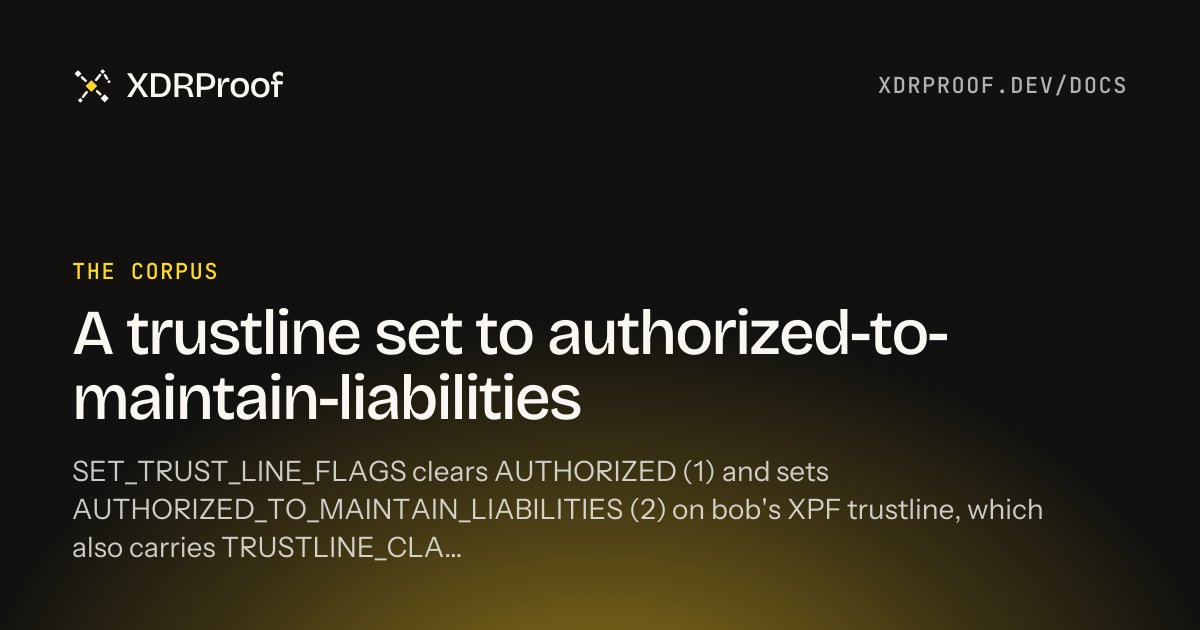 XDRProof
XDRPROOF.DEV/DOCS
THE CORPUS
A trustline set to authorized-to-
maintain-liabilities
SET_TRUST_LINE_FLAGS clears AUTHORIZED (1) and sets
AUTHORIZED_TO_MAINTAIN_LIABILITIES (2) on bob's XPF trustline, which
also carries TRUSTLINE_CLA...